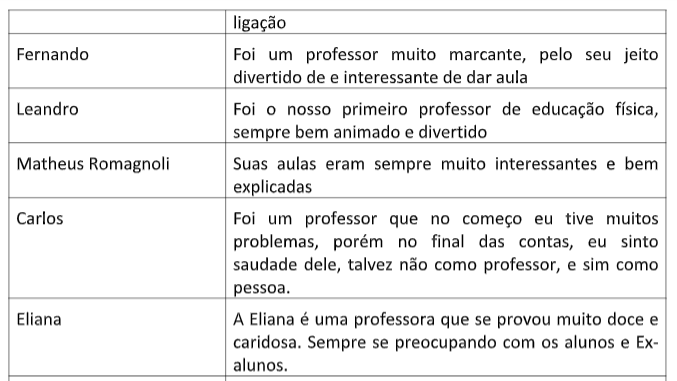 ligação
Fernando
Foi um professor muito marcante, pelo seu jeito
divertido de e interessante de dar aula
Leandro
Foi o nosso primeiro professor de educação física,
sempre bem animado e divertido
Matheus Romagnoli
Suas aulas eram sempre muito interessantes e bem
explicadas
Carlos
Foi um professor que no começo eu tive muitos
problemas, porém no final das contas, eu sinto
saudade dele, talvez não como professor, e sim como
pessoa.
Eliana
A Eliana é uma professora que se provou muito doce e
caridosa. Sempre se preocupando com os alunos e Ex-
alunos.